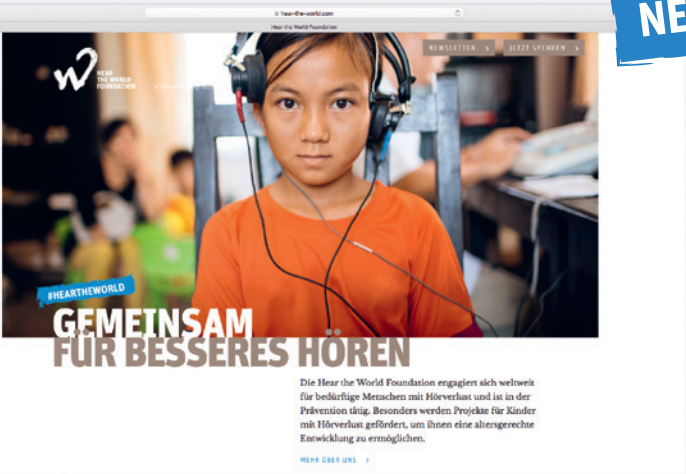 hear-the-world.com
Hear the World Foundation
NE
NEWSLETTER >
JETZT SPENDEN >
HEAR
THE WORLD
FOUNDATION
#HEARTHEWORLD
GEMEINSAM
FÜR BESSERES HÖREN
Die Hear the World Foundation engagiert sich weltweit
für bedürftige Menschen mit Hörverlust und ist in der
Prävention tätig. Besonders werden Projekte für Kinder
mit Hörverlust gefördert, um ihnen eine altersgerechte
Entwicklung zu ermöglichen.
MEHR ÜBER UNS >